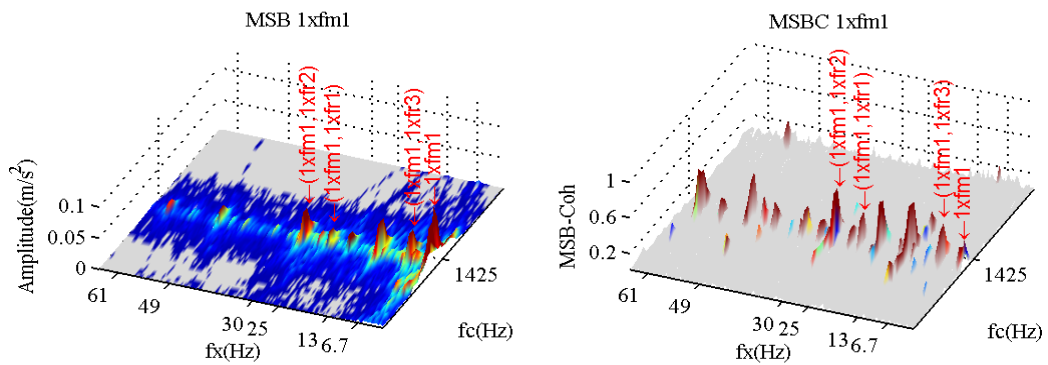 MSB 1xfm1
(1xfm1,1xfr2)
(1xfm1,1xfr1)
(1xfm1,1xfr3)
1xfm1
Amplitude(m/s²)
0.1
0.05
0
61
49
30
25
13
6.7
fx(Hz)
1425
fc(Hz)
MSBC 1xfm1
(1xfm1,1xfr2)
(1xfm1,1xfr1)
(1xfm1,1xfr3)
1xfm1
MSB-Coh
1
0.6
0.2
61
49
30
25
13
6.7
fx(Hz)
1425
fc(Hz)